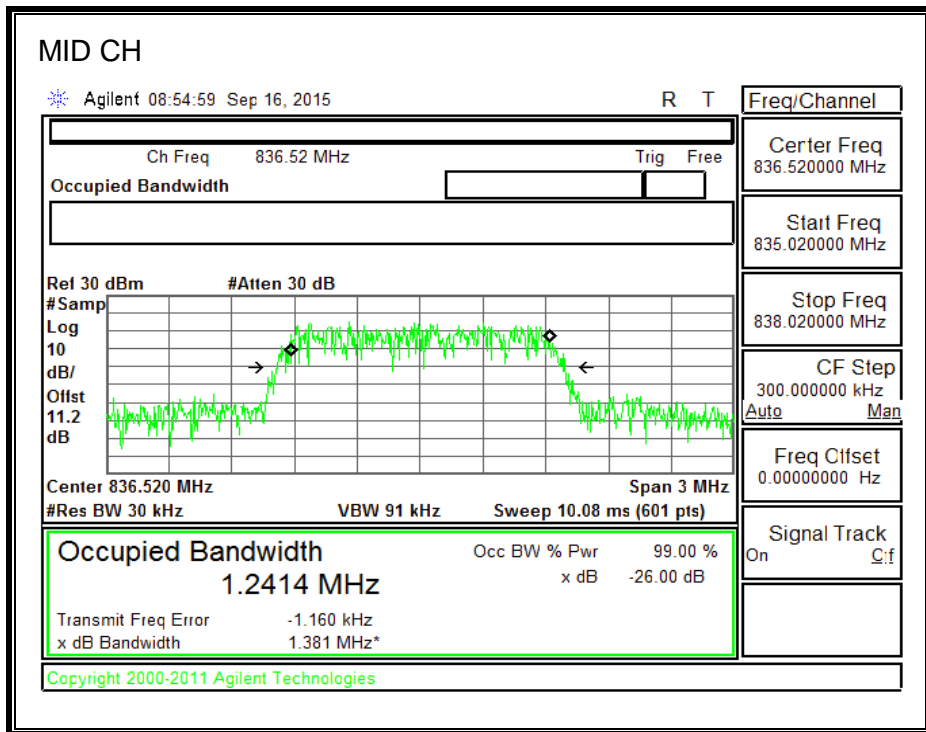 MID CH
Agilent 08:54:59 Sep 16, 2015 R T
Freq/Channel
Ch Freq 836.52 MHz Trig Free
Occupied Bandwidth
Center Freq
836.520000 MHz
Start Freq
835.020000 MHz
Stop Freq
838.020000 MHz
CF Step
300.000000 kHz
Auto Man
Freq Offset
0.00000000 Hz
Signal Track
On Off
Ref 30 dBm #Atten 30 dB
#Samp
Log
10
dB/
Offst
11.2
dB
Center 836.520 MHz Span 3 MHz
#Res BW 30 kHz VBW 91 kHz Sweep 10.08 ms (601 pts)
Occupied Bandwidth Occ BW % Pwr 99.00 %
1.2414 MHz x dB -26.00 dB
Transmit Freq Error -1.160 kHz
x dB Bandwidth 1.381 MHz*
Copyright 2000-2011 Agilent Technologies